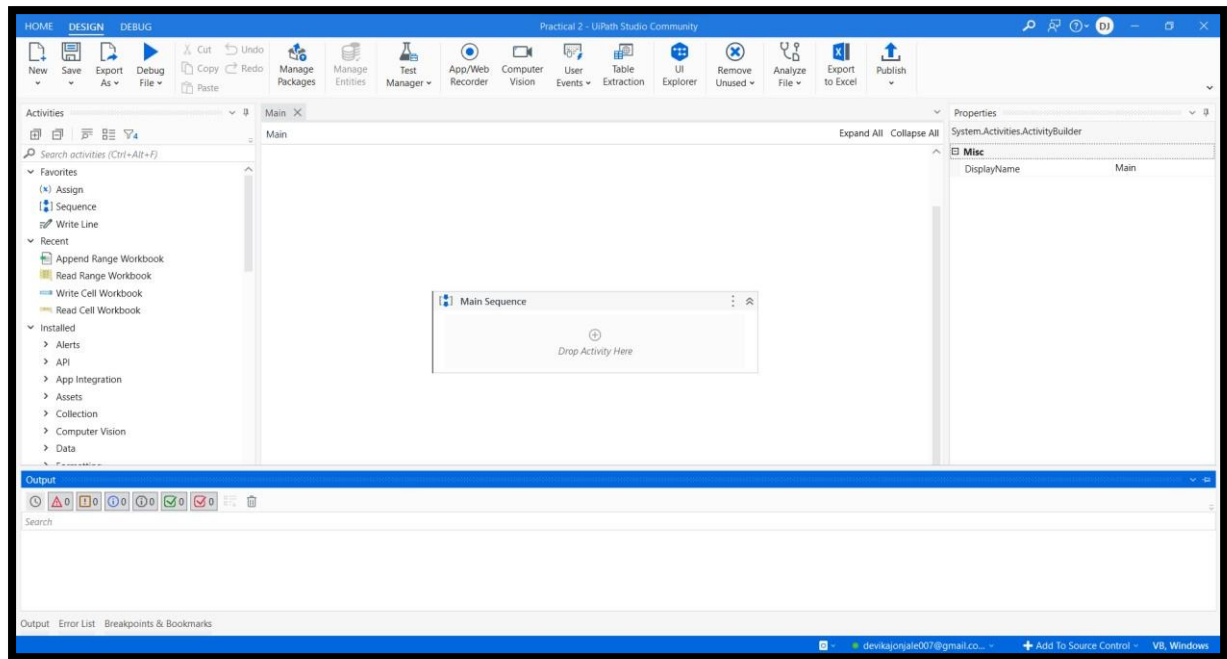 HOME DESIGN DEBUG
Practical 2 - UiPath Studio Community
DJ
New
Save
Export As
Debug File
Cut
Copy
Paste
Undo
Redo
Manage Packages
Manage Entities
Test Manager
App/Web Recorder
Computer Vision
User Events
Table Extraction
UI Explorer
Remove Unused
Analyze File
Export to Excel
Publish
Activities
4
Search activities (Ctrl+Alt+F)
Favorites
Assign
Sequence
Write Line
Recent
Append Range Workbook
Read Range Workbook
Write Cell Workbook
Read Cell Workbook
Installed
Alerts
API
App Integration
Assets
Collection
Computer Vision
Data
Main
Main
Expand All Collapse All
Main Sequence
Drop Activity Here
Properties
System.Activities.ActivityBuilder
Misc
DisplayName Main
Output
0 0 0 0 0 0
Search
Output Error List Breakpoints & Bookmarks
devikajonjale007@gmail.co...
Add To Source Control
VB, Windows